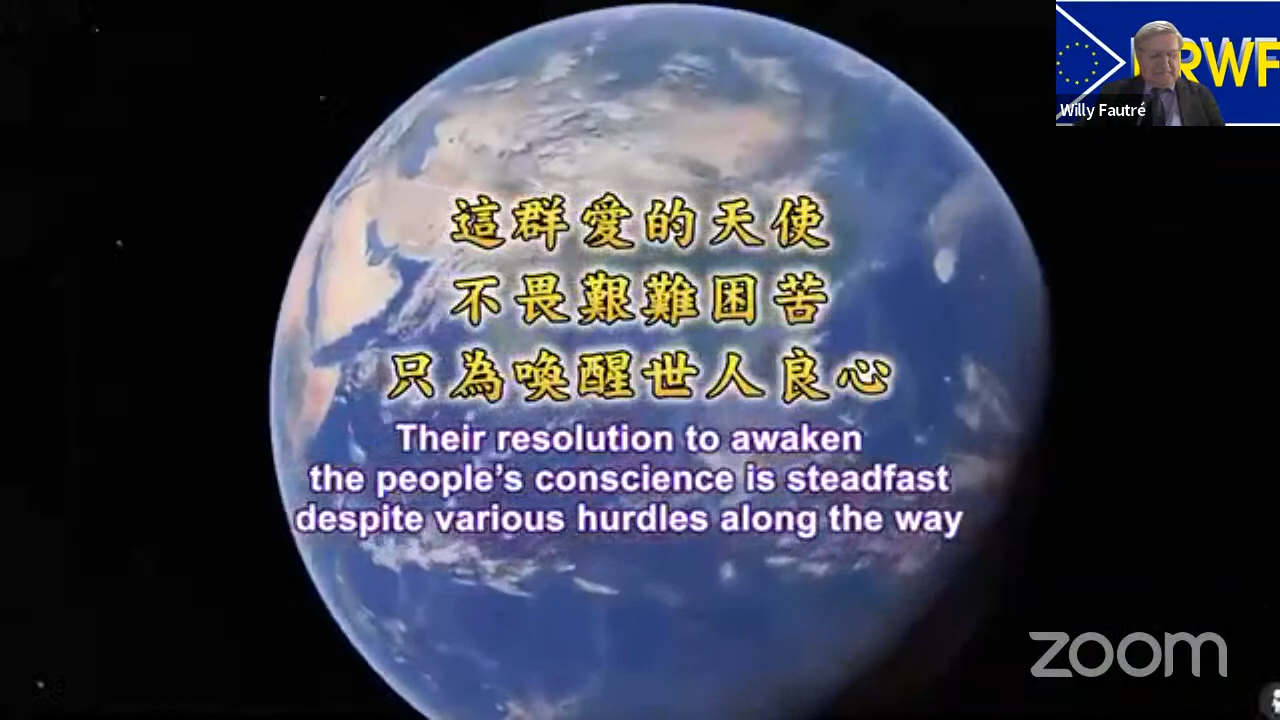 這群愛的天使
不畏艱難困苦
只為喚醒世人良心
Their resolution to awaken
the people's conscience is steadfast
despite various hurdles along the way
RWF
Willy Fautré
zoom